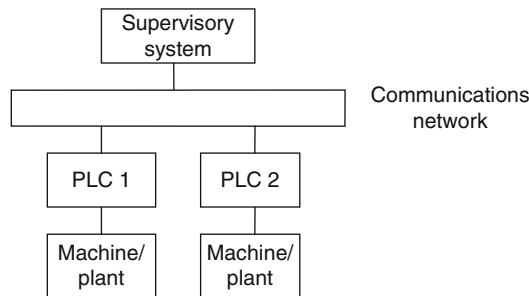 Supervisory
system
Communications
network
PLC 1
PLC 2
Machine/
plant
Machine/
plant